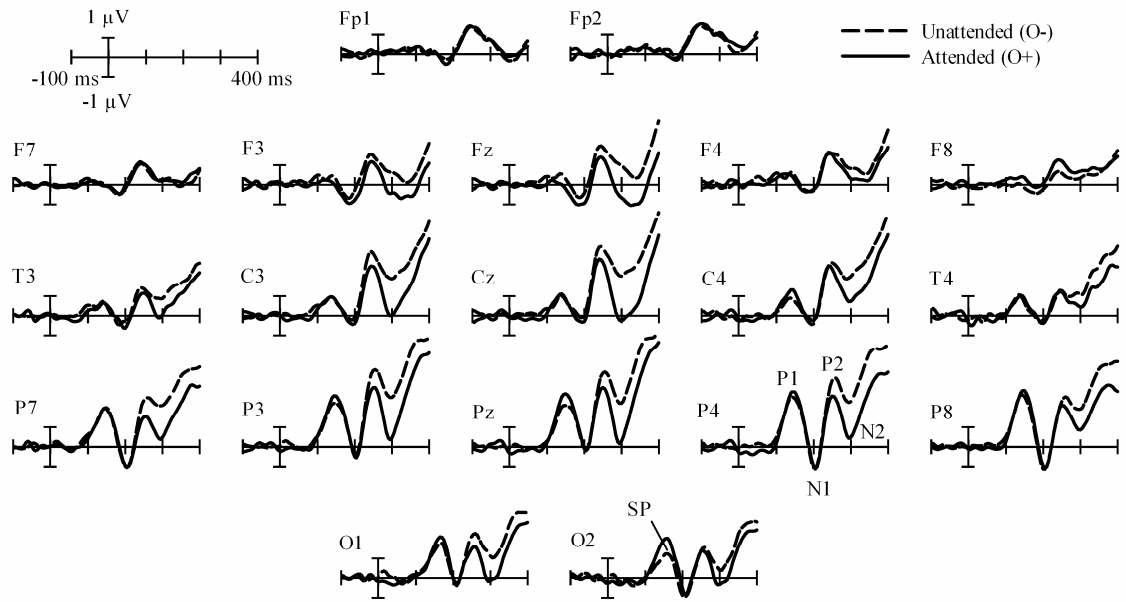 1 µV
-100 ms
400 ms
-1 µV
Fp1
Fp2
Unattended (O-)
Attended (O+)
F7
F3
Fz
F4
F8
T3
C3
Cz
C4
T4
P7
P3
Pz
P4
P1
P2
N2
N1
P8
O1
O2
SP